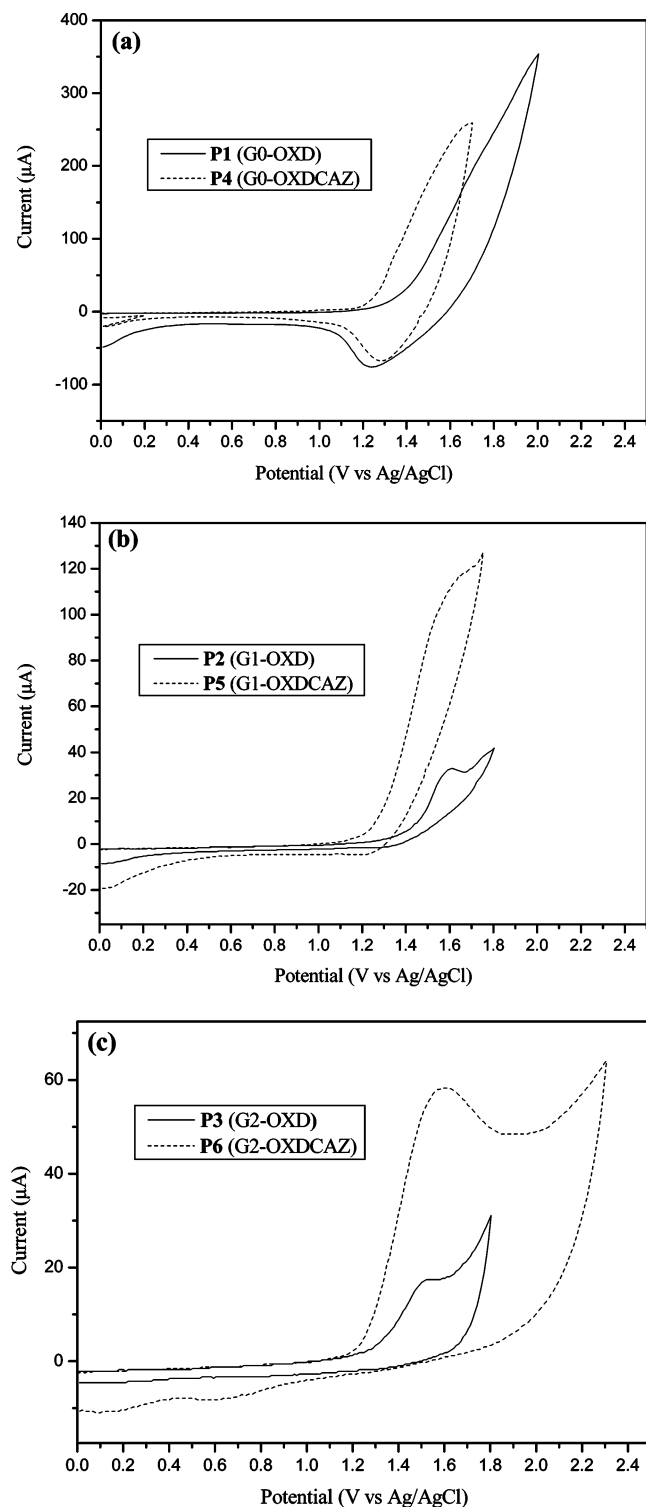 (a)
400
300
200
100
0
-100
Current (µA)
P1 (G0-OXD)
P4 (G0-OXDCAZ)
0.0 0.2 0.4 0.6 0.8 1.0 1.2 1.4 1.6 1.8 2.0 2.2 2.4
Potential (V vs Ag/AgCl)
(b)
140
120
100
80
60
40
20
0
-20
Current (µA)
P2 (G1-OXD)
P5 (G1-OXDCAZ)
0.0 0.2 0.4 0.6 0.8 1.0 1.2 1.4 1.6 1.8 2.0 2.2 2.4
Potential (V vs Ag/AgCl)
(c)
60
40
20
0
Current (µA)
P3 (G2-OXD)
P6 (G2-OXDCAZ)
0.0 0.2 0.4 0.6 0.8 1.0 1.2 1.4 1.6 1.8 2.0 2.2 2.4
Potential (V vs Ag/AgCl)